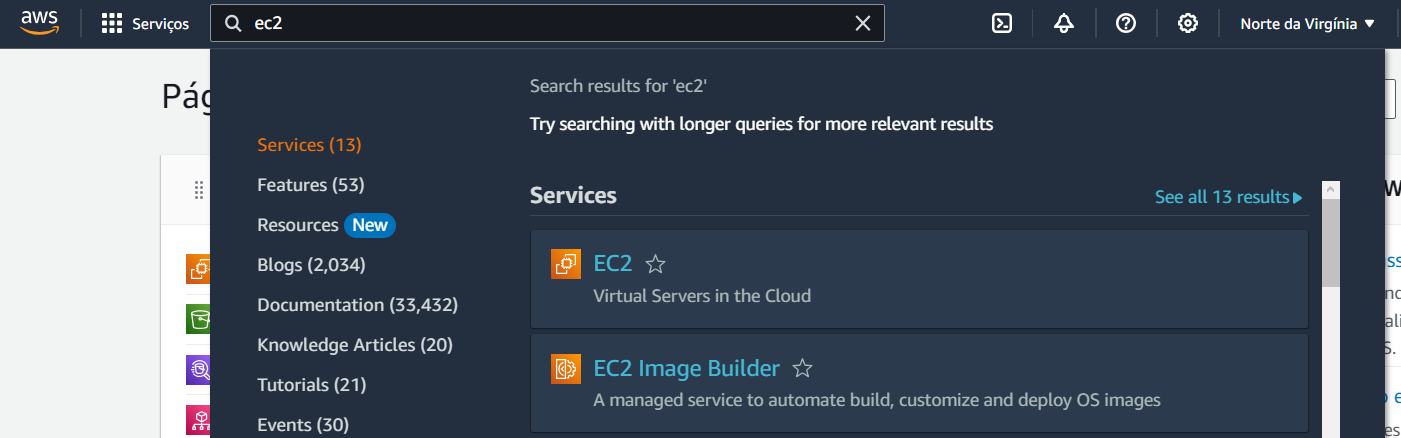 aws
Serviços
ec2
Norte da Virgínia
Search results for 'ec2'
Try searching with longer queries for more relevant results
Services (13)
Features (53)
Resources New
Blogs (2,034)
Documentation (33,432)
Knowledge Articles (20)
Tutorials (21)
Events (30)
Services
See all 13 results
EC2
Virtual Servers in the Cloud
EC2 Image Builder
A managed service to automate build, customize and deploy OS images